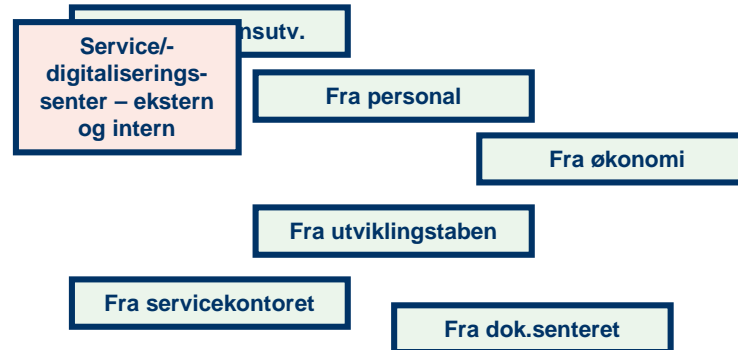 nsutv.
Service/-
digitaliserings-
senter – ekstern
og intern
Fra personal
Fra økonomi
Fra utviklingstaben
Fra servicekontoret
Fra dok.senteret